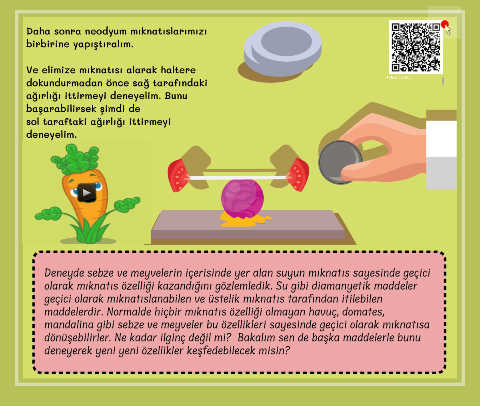 Daha sonra neodyum mıknatıslarımızı
birbirine yapıştıralım.
Ve elimize mıknatısı alarak haltere
dokundurmadan önce sağ tarafındaki
ağırlığı ittirmeyi deneyelim. Bunu
başarabilirsek şimdi de
sol taraftaki ağırlığı ittirmeyi
deneyelim.
Deneyde sebze ve meyvelerin içerisinde yer alan suyun mıknatıs sayesinde geçici
olarak mıknatıs özelliği kazandığını gözlemledik. Su gibi diamanyetik maddeler
geçici olarak mıknatıslanabilen ve üstelik mıknatıs tarafından itilebilen
maddelerdir. Normalde hiçbir mıknatıs özelliği olmayan havuç, domates,
mandalina gibi sebze ve meyveler bu özellikleri sayesinde geçici olarak mıknatısa
dönüşebilirler. Ne kadar ilginç değil mi? Bakalım sen de başka maddelerle bunu
deneyerek yeni yeni özellikler keşfedebilecek misin?